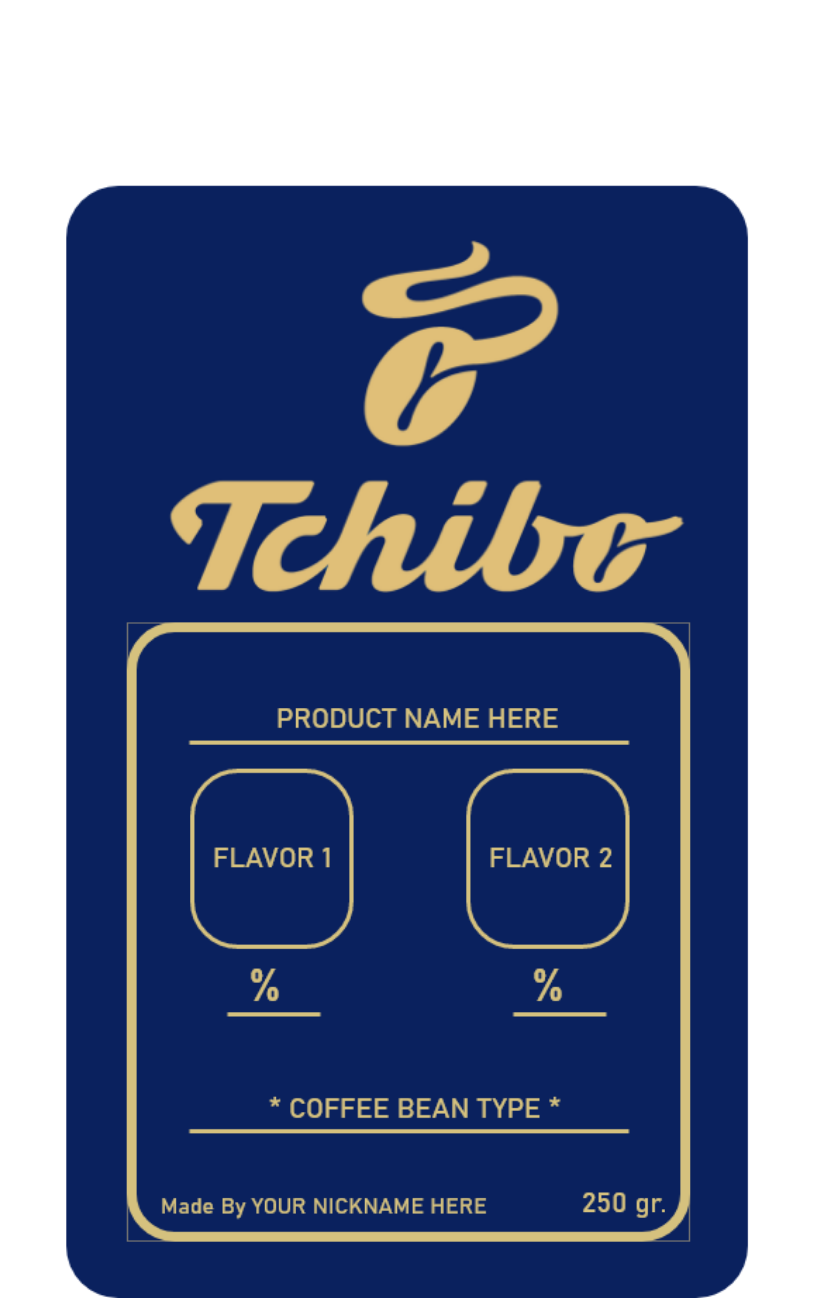 Tchibo
PRODUCT NAME HERE
FLAVOR 1 FLAVOR 2
% %
* COFFEE BEAN TYPE *
Made By YOUR NICKNAME HERE 250 gr.